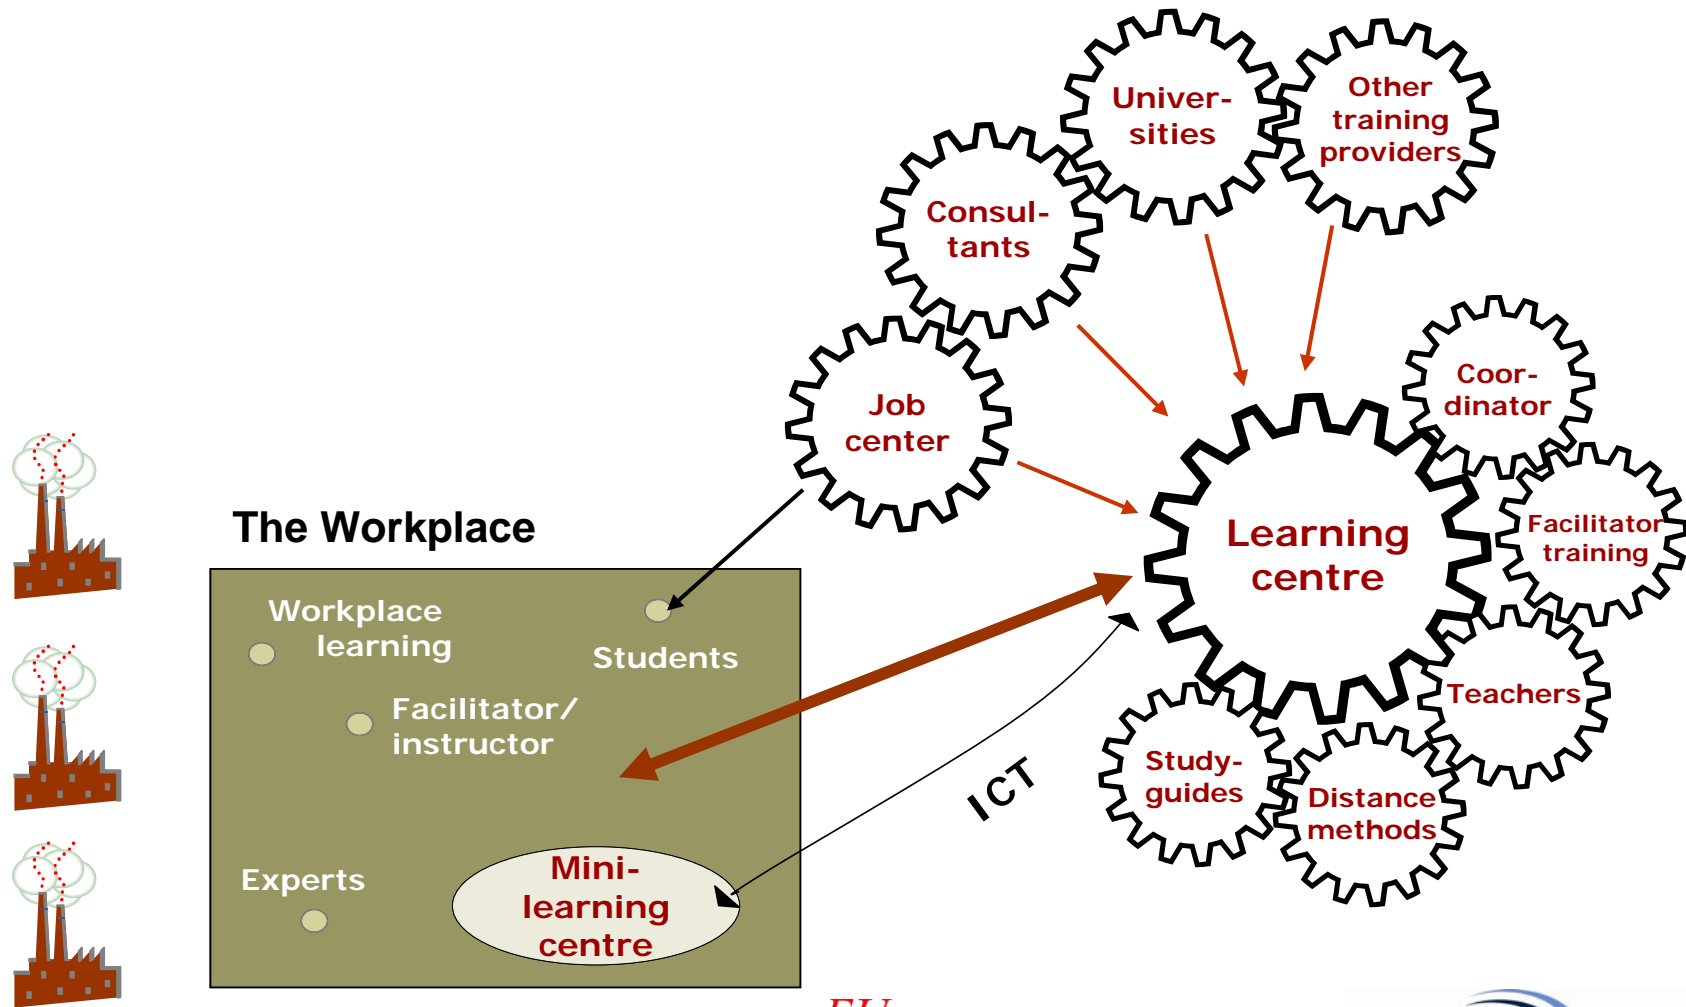 Univer-
sities
Other
training
providers
Consul-
tants
Job
center
Coor-
dinator
Facilitator
training
Learning
centre
Teachers
Study-
guides
Distance
methods
The Workplace
Workplace
learning
Students
Facilitator/
instructor
Experts
Mini-
learning
centre
ICT
EU